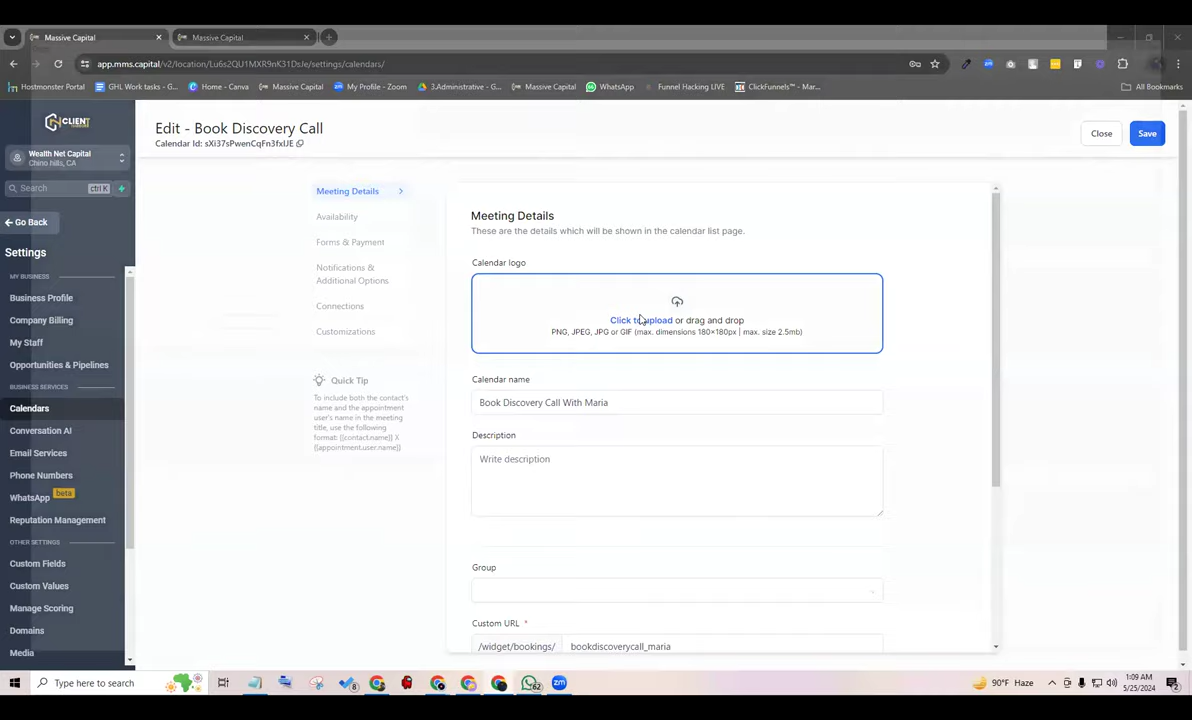 Massive Capital
Massive Capital
app.mms.capital/v2/location/Lu6s2QU1MXR9nK31DsJe/settings/calendars/
Hostmonster Portal
GHL Work tasks - G...
Home - Canva
Massive Capital
My Profile - Zoom
3.Administrative - G...
Massive Capital
WhatsApp
Funnel Hacking LIVE
ClickFunnels™ - Mar...
All Bookmarks
CLIENT
Wealth Net Capital
Chino hills, CA
Search
ctrl K
Go Back
Settings
MY BUSINESS
Business Profile
Company Billing
My Staff
Opportunities & Pipelines
BUSINESS SERVICES
Calendars
Conversation AI
Email Services
Phone Numbers
WhatsApp beta
Reputation Management
OTHER SETTINGS
Custom Fields
Custom Values
Manage Scoring
Domains
Media
Edit - Book Discovery Call
Calendar Id: sXi37sPwenCqFn3fxIJE
Close
Save
Meeting Details
Availability
Forms & Payment
Notifications &
Additional Options
Connections
Customizations
Quick Tip
To include both the contact's
name and the appointment
user's name in the meeting
title, use the following
format: {{contact.name}} X
{{appointment.user.name}}
Meeting Details
These are the details which will be shown in the calendar list page.
Calendar logo
Click to upload or drag and drop
PNG, JPEG, JPG or GIF (max. dimensions 180×180px | max. size 2.5mb)
Calendar name
Book Discovery Call With Maria
Description
Write description
Group
Custom URL *
/widget/bookings/ bookdiscoverycall_maria
Type here to search
8
62
90°F Haze
1:09 AM
5/25/2024
2